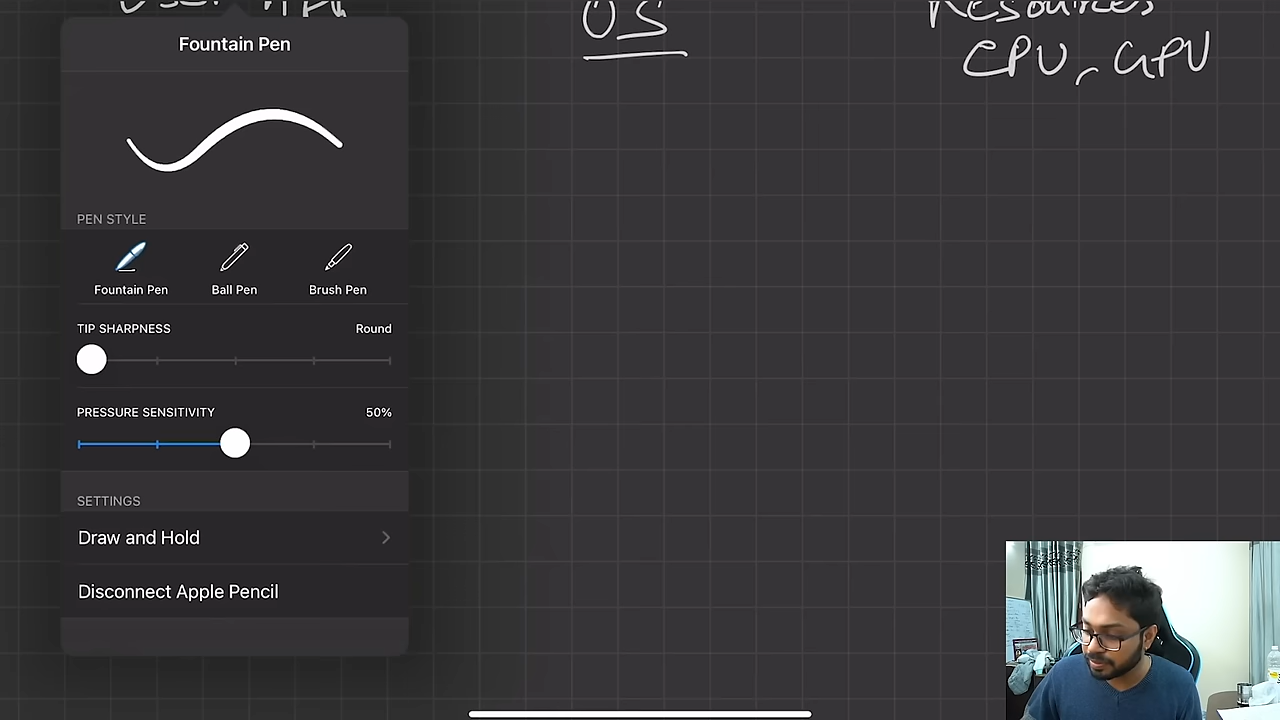 OS
Resources
CPU, GPU
Fountain Pen
PEN STYLE
Fountain Pen Ball Pen Brush Pen
TIP SHARPNESS Round
PRESSURE SENSITIVITY 50%
SETTINGS
Draw and Hold
Disconnect Apple Pencil